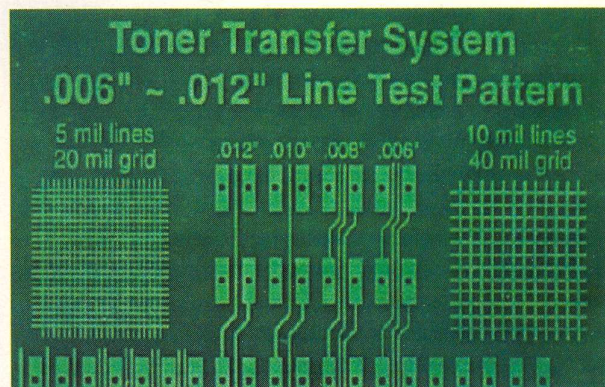 Toner Transfer System
.006" ~ .012" Line Test Pattern
5 mil lines
20 mil grid
.012" .010" .008" .006"
10 mil lines
40 mil grid